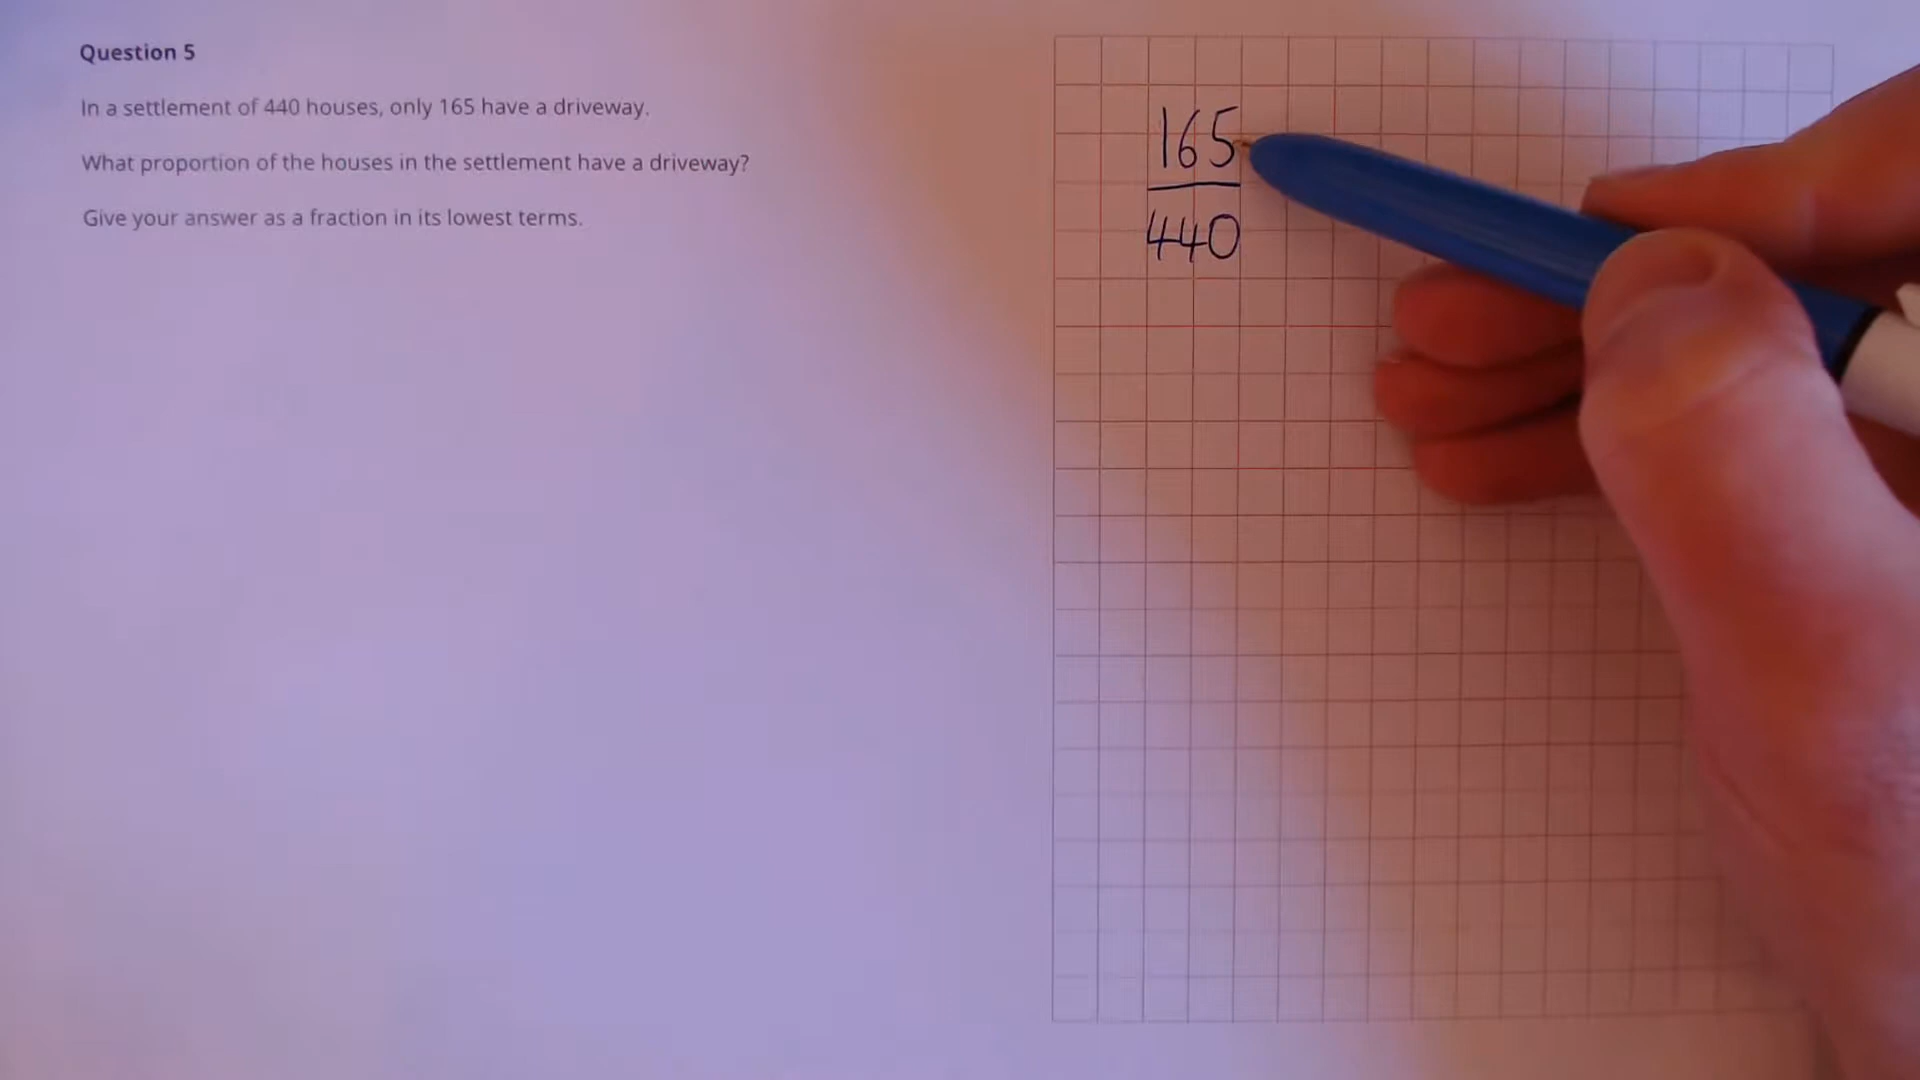 Question 5
In a settlement of 440 houses, only 165 have a driveway.
What proportion of the houses in the settlement have a driveway?
Give your answer as a fraction in its lowest terms.
165
440